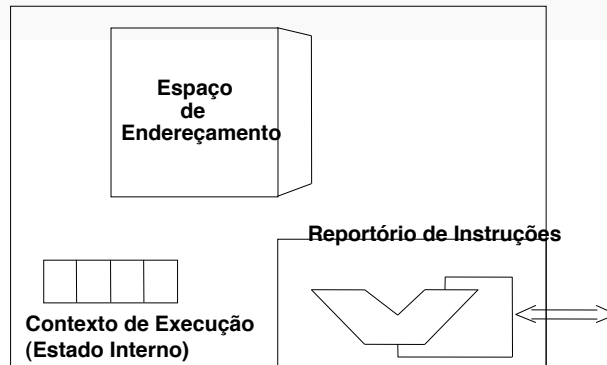 Espaço
de
Endereçamento
Reportório de Instruções
Contexto de Execução
(Estado Interno)